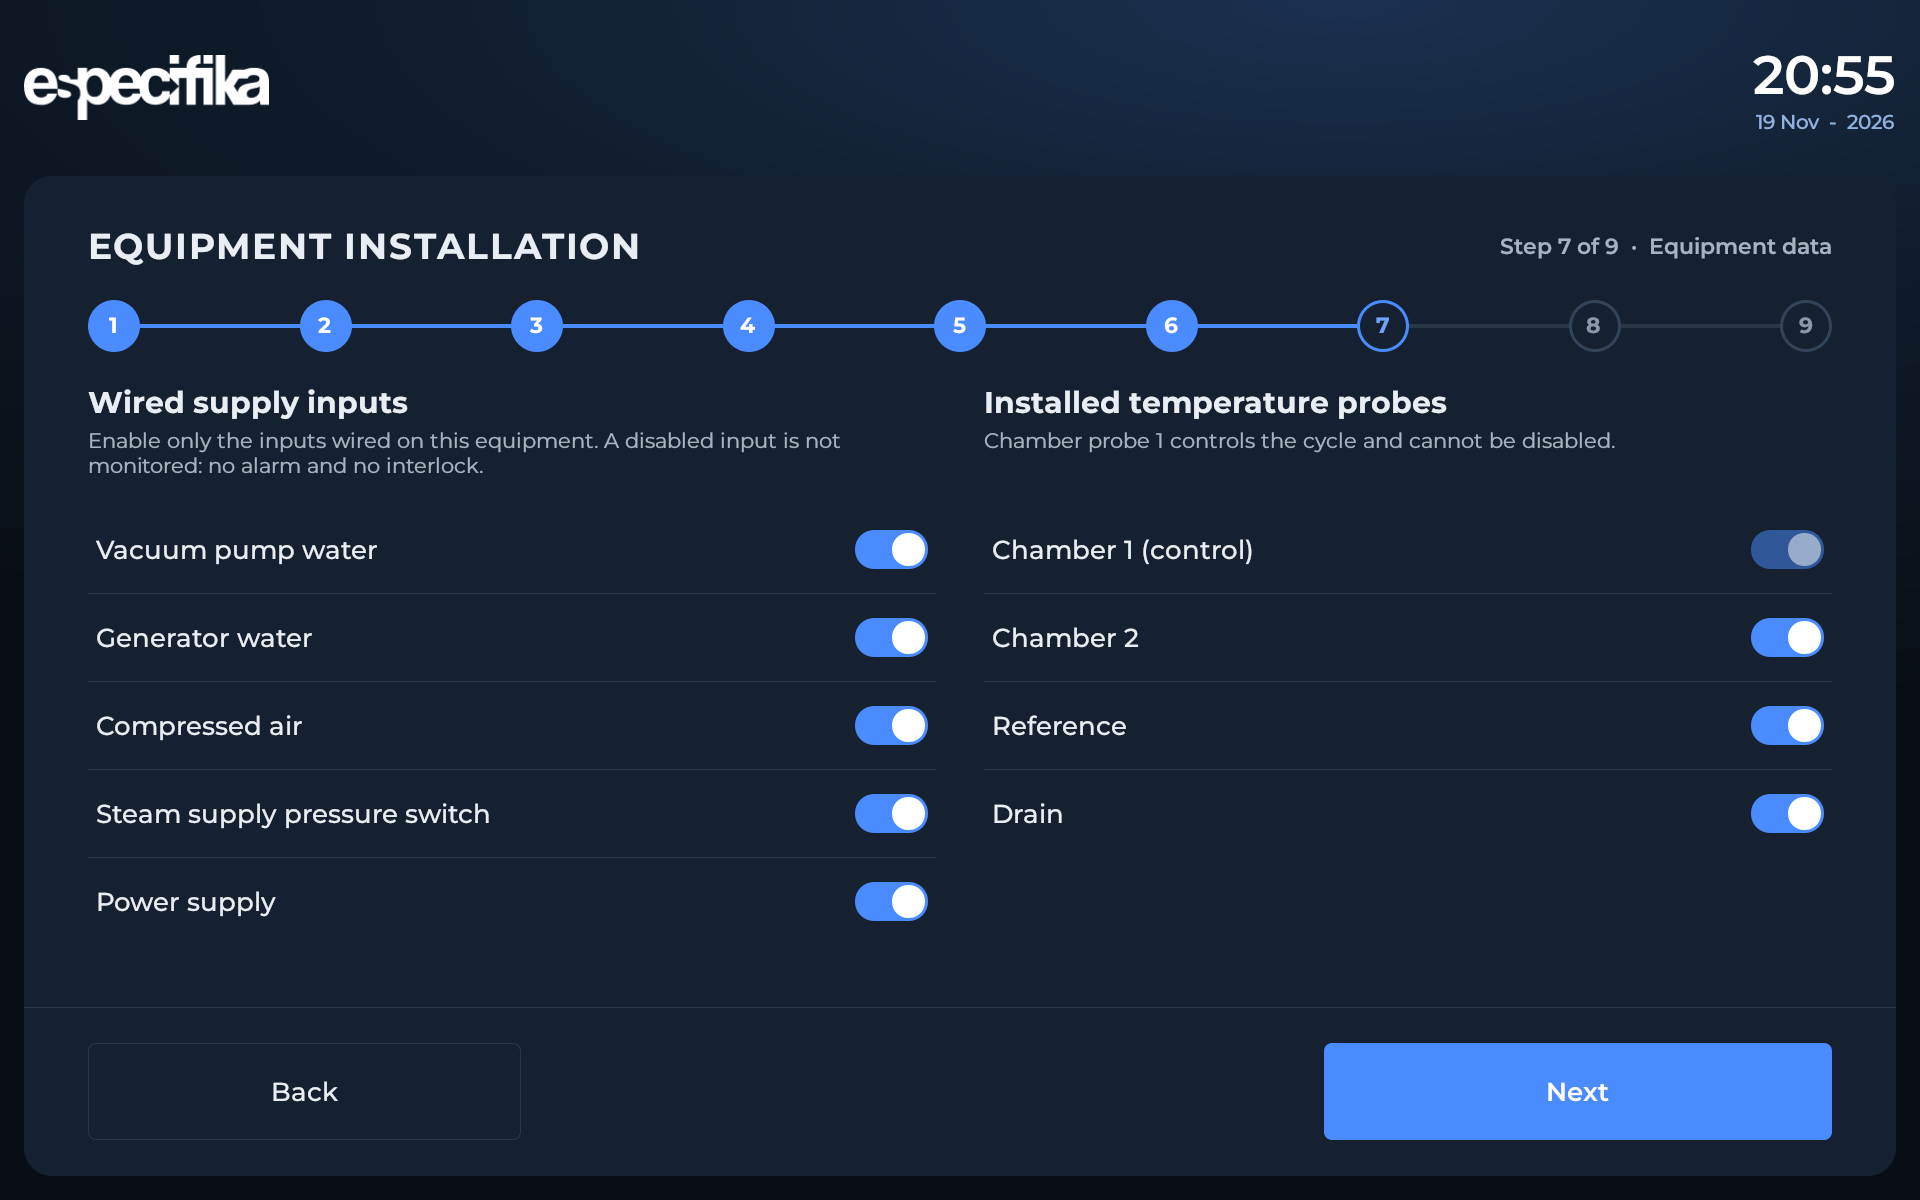 especifika
20:55
19 Nov - 2026
EQUIPMENT INSTALLATION
Step 7 of 9 · Equipment data
1 2 3 4 5 6 7 8 9
Wired supply inputs
Enable only the inputs wired on this equipment. A disabled input is not
monitored: no alarm and no interlock.
Vacuum pump water
Generator water
Compressed air
Steam supply pressure switch
Power supply
Installed temperature probes
Chamber probe 1 controls the cycle and cannot be disabled.
Chamber 1 (control)
Chamber 2
Reference
Drain
Back
Next